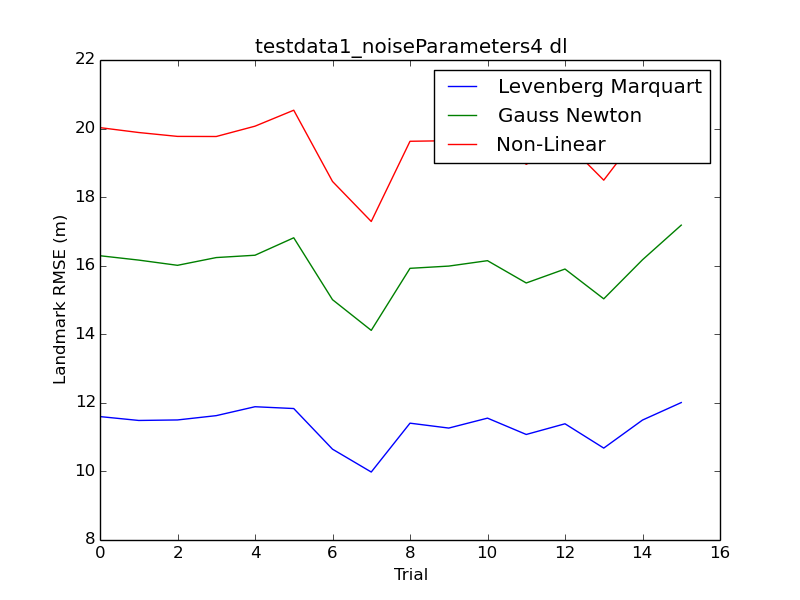 testdata1_noiseParameters4 dl
Levenberg Marquart
Gauss Newton
Non-Linear
Landmark RMSE (m)
22
20
18
16
14
12
10
8
0 2 4 6 8 10 12 14 16
Trial